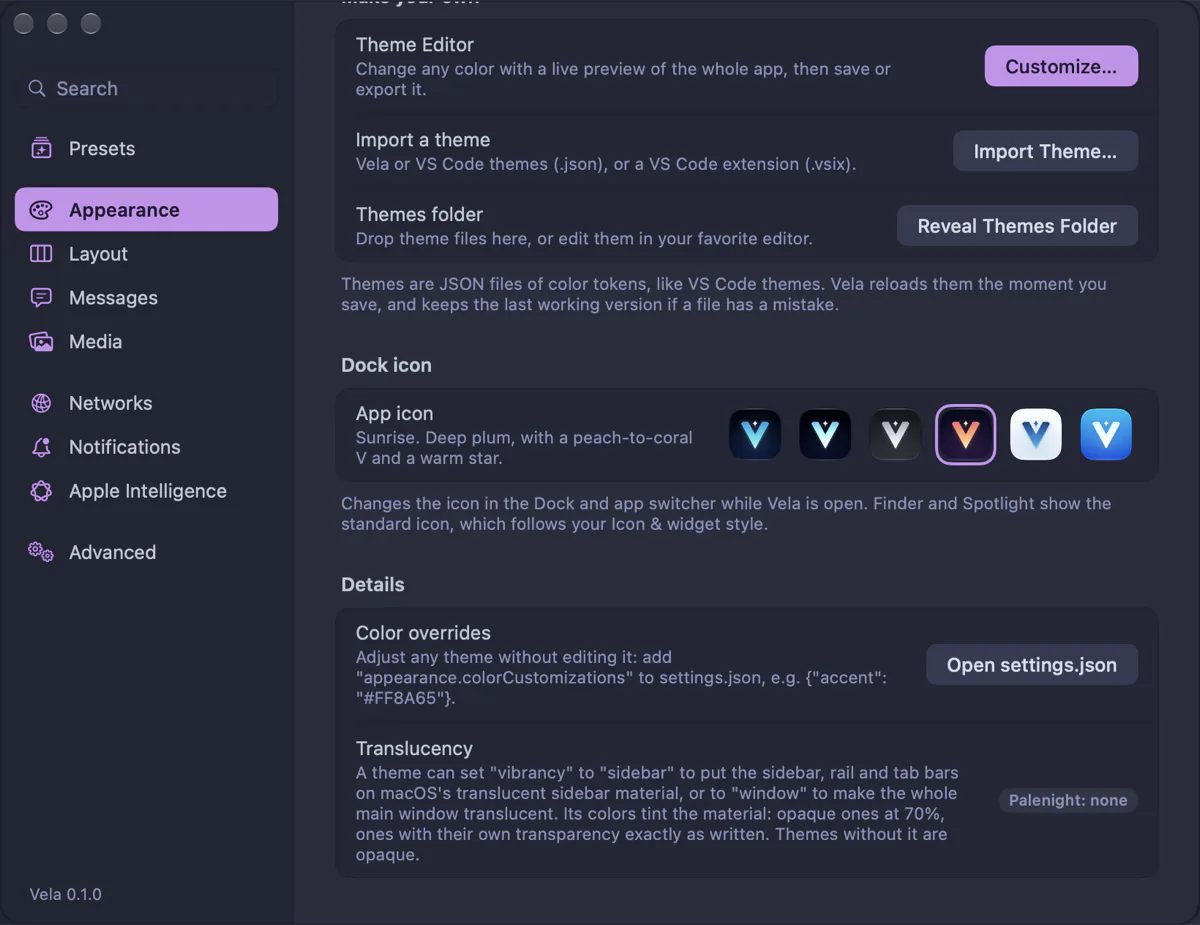 Make your own
Search
Presets
Appearance
Layout
Messages
Media
Networks
Notifications
Apple Intelligence
Advanced
Vela 0.1.0
Theme Editor
Change any color with a live preview of the whole app, then save or
export it.
Customize...
Import a theme
Vela or VS Code themes (.json), or a VS Code extension (.vsix).
Import Theme...
Themes folder
Drop theme files here, or edit them in your favorite editor.
Reveal Themes Folder
Themes are JSON files of color tokens, like VS Code themes. Vela reloads them the moment you
save, and keeps the last working version if a file has a mistake.
Dock icon
App icon
Sunrise. Deep plum, with a peach-to-coral
V and a warm star.
Changes the icon in the Dock and app switcher while Vela is open. Finder and Spotlight show the
standard icon, which follows your Icon & widget style.
Details
Color overrides
Adjust any theme without editing it: add
"appearance.colorCustomizations" to settings.json, e.g. {"accent":
"#FF8A65"}.
Open settings.json
Translucency
A theme can set "vibrancy" to "sidebar" to put the sidebar, rail and tab bars
on macOS's translucent sidebar material, or to "window" to make the whole
main window translucent. Its colors tint the material: opaque ones at 70%,
ones with their own transparency exactly as written. Themes without it are
opaque.
Palenight: none